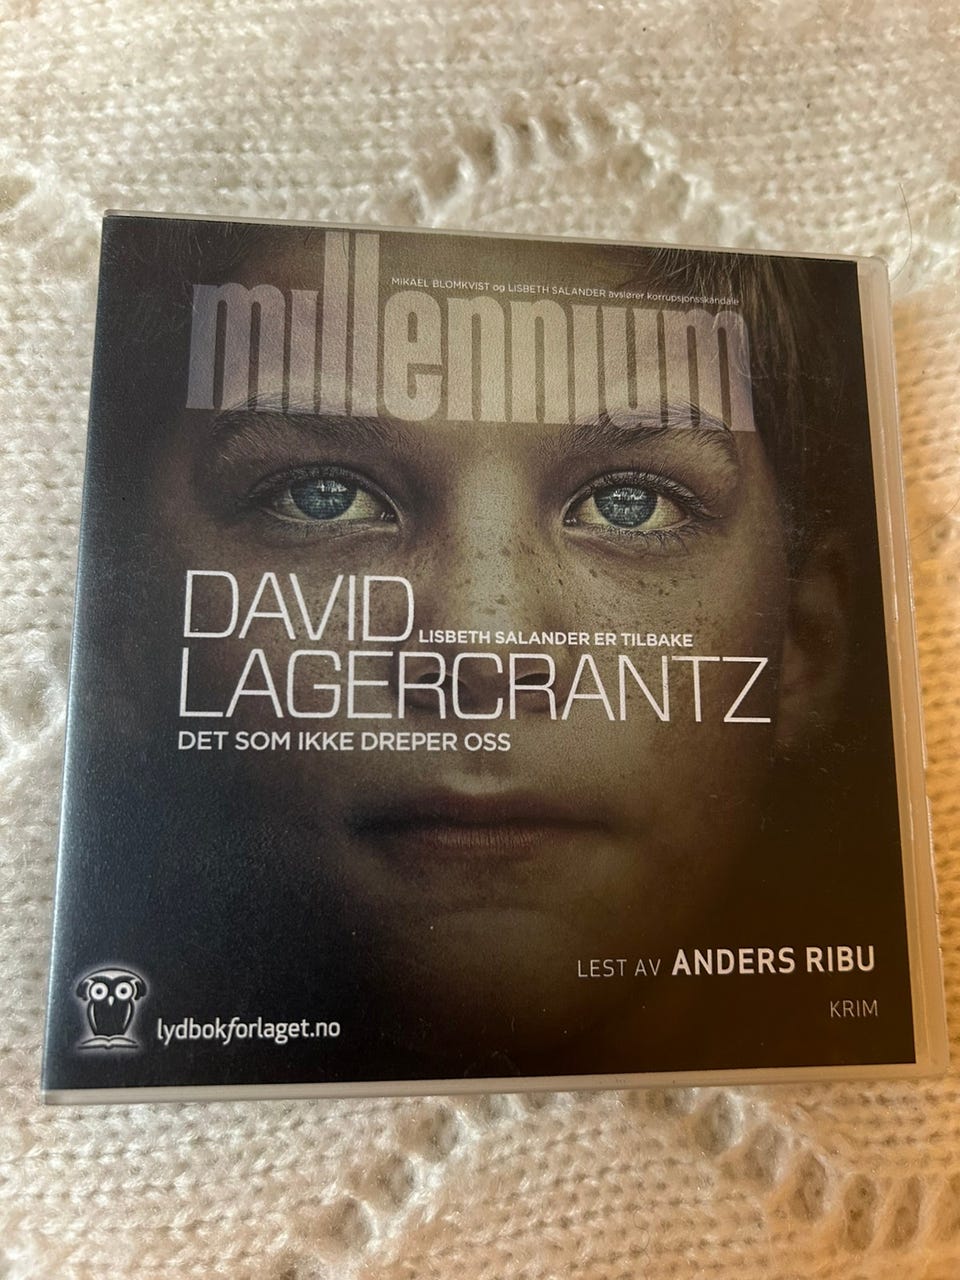 MIKAEL BLOMKVIST og LISBETH SALANDER avslører korrupsjonsskandale
millennium
DAVID
LISBETH SALANDER ER TILBAKE
LAGERCRANTZ
DET SOM IKKE DREPER OSS
LEST AV ANDERS RIBU
KRIM
lydbokforlaget.no